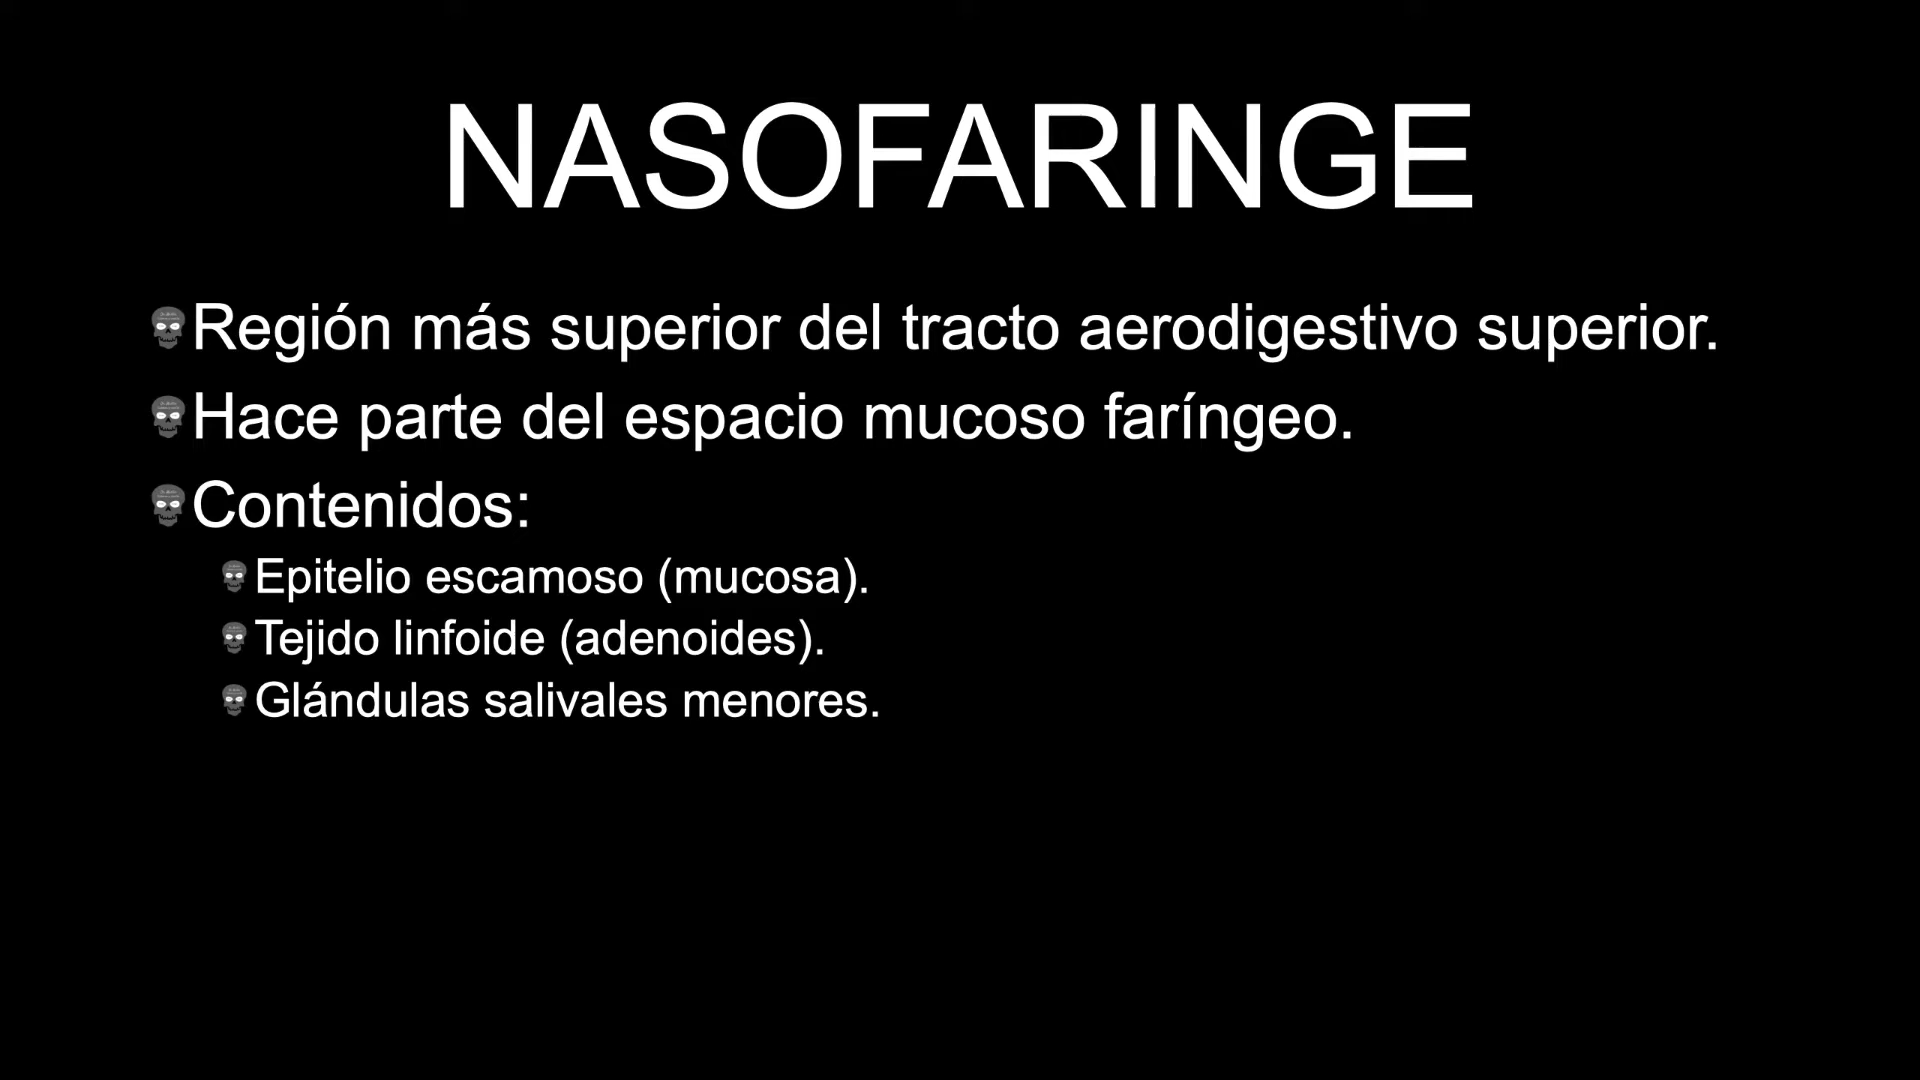 NASOFARINGE
Región más superior del tracto aerodigestivo superior.
Hace parte del espacio mucoso faríngeo.
Contenidos:
Epitelio escamoso (mucosa).
Tejido linfoide (adenoides).
Glándulas salivales menores.